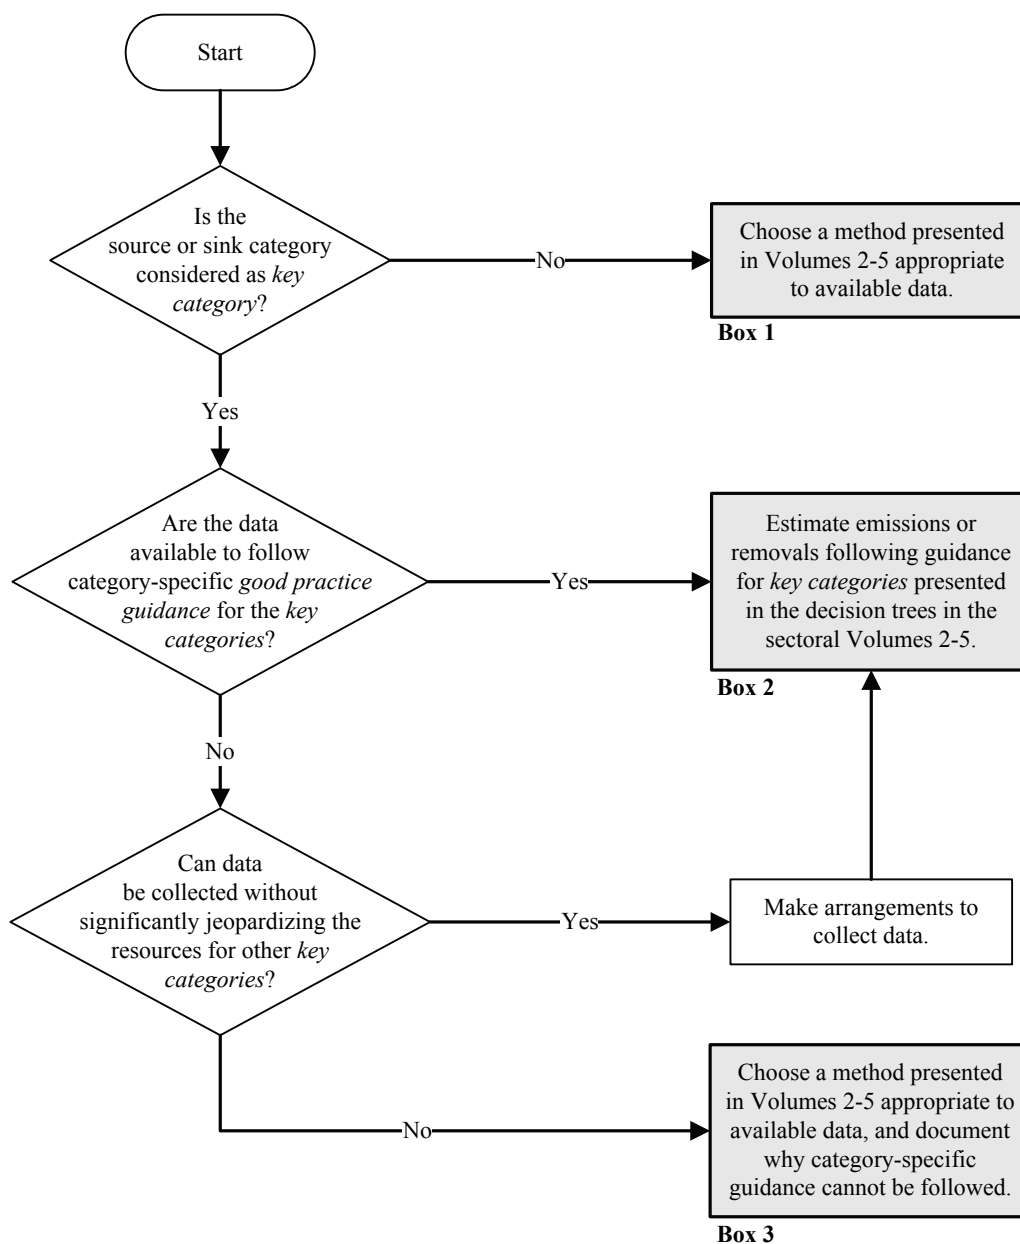 Start
Is the
source or sink category
considered as key
category?
No
Choose a method presented
in Volumes 2-5 appropriate
to available data.
Box 1
Yes
Are the data
available to follow
category-specific good practice
guidance for the key
categories?
Yes
Estimate emissions or
removals following guidance
for key categories presented
in the decision trees in the
sectoral Volumes 2-5.
Box 2
No
Can data
be collected without
significantly jeopardizing the
resources for other key
categories?
Yes
Make arrangements to
collect data.
No
Choose a method presented
in Volumes 2-5 appropriate to
available data, and document
why category-specific
guidance cannot be followed.
Box 3